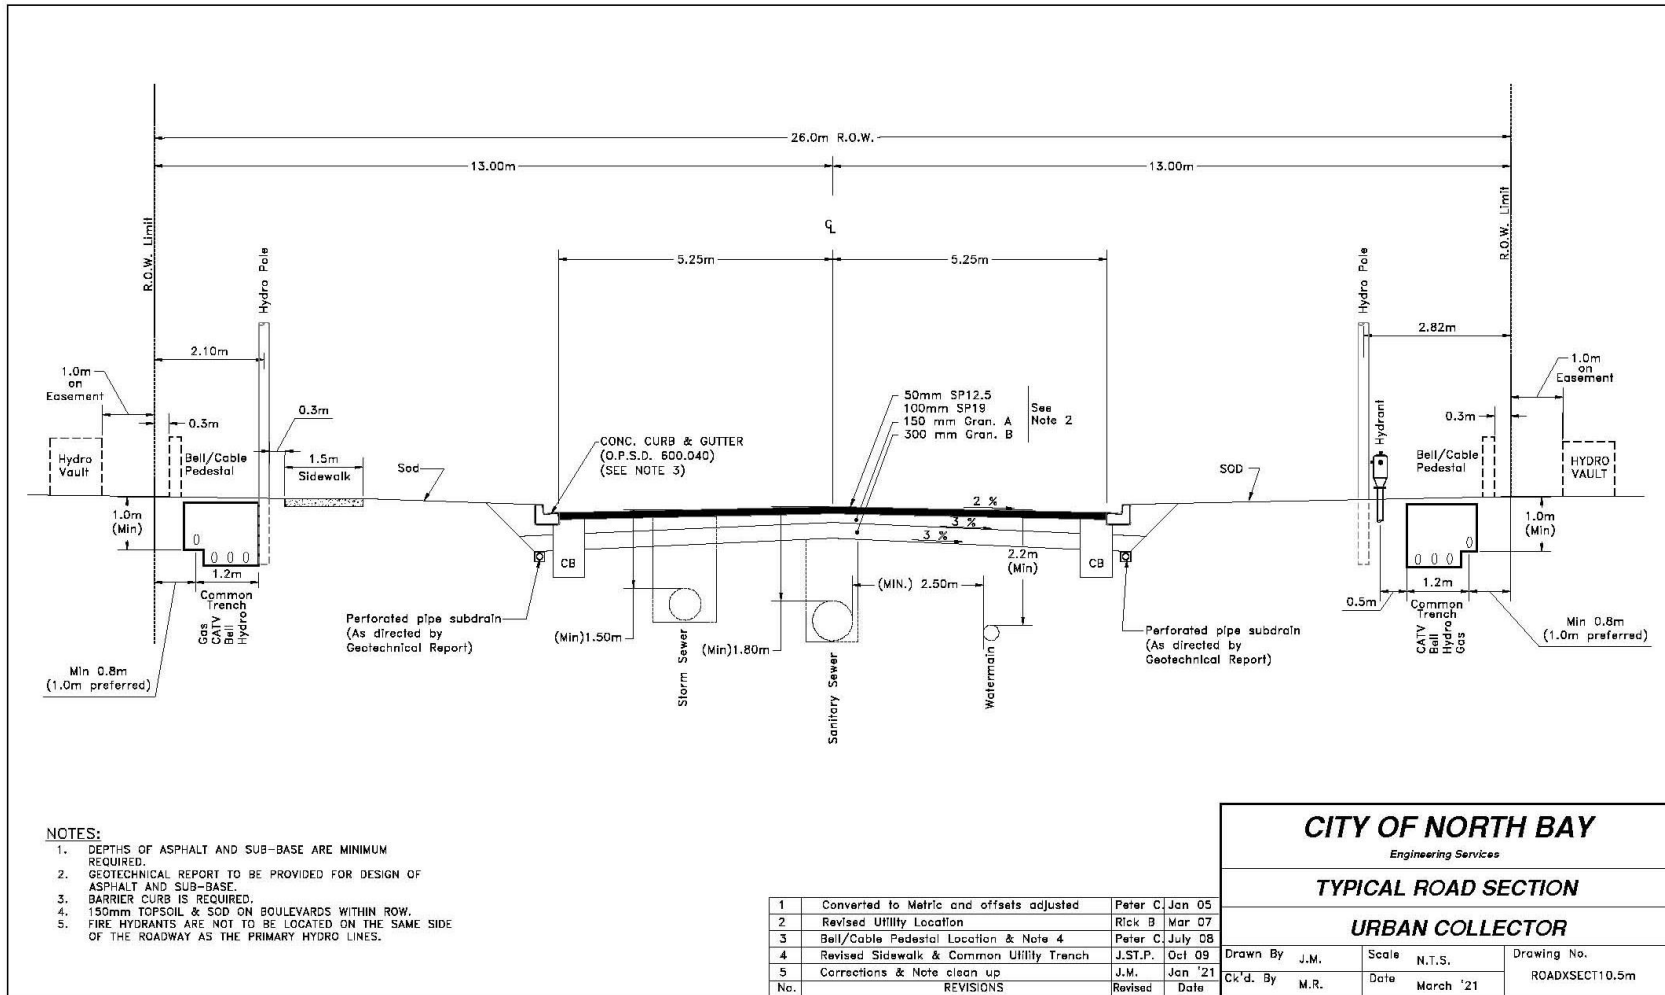 26.0m R.O.W.
13.00m
13.00m
R.O.W. Limit
R.O.W. Limit
℄
Hydro Pole
Hydro Pole
5.25m
5.25m
2.10m
2.82m
1.0m
on
Easement
1.0m
on
Easement
0.3m
0.3m
0.3m
50mm SP12.5
100mm SP19
150 mm Gran. A
300 mm Gran. B
See
Note 2
Hydrant
CONC. CURB & GUTTER
(O.P.S.D. 600.040)
(SEE NOTE 3)
Hydro
Vault
Bell/Cable
Pedestal
1.5m
Sidewalk
Sod
SOD
Bell/Cable
Pedestal
HYDRO
VAULT
1.0m
(Min)
2 %
3 %
3 %
1.0m
(Min)
CB
CB
2.2m
(Min)
1.2m
Common
Trench
Gas
CATV
Bell
Hydro
(MIN.) 2.50m
0.5m
1.2m
Common
Trench
CATV
Bell
Hydro
Gas
Perforated pipe subdrain
(As directed by
Geotechnical Report)
(Min)1.50m
(Min)1.80m
Storm Sewer
Sanitary Sewer
Watermain
Perforated pipe subdrain
(As directed by
Geotechnical Report)
Min 0.8m
(1.0m preferred)
Min 0.8m
(1.0m preferred)
NOTES:
1. DEPTHS OF ASPHALT AND SUB-BASE ARE MINIMUM
REQUIRED.
2. GEOTECHNICAL REPORT TO BE PROVIDED FOR DESIGN OF
ASPHALT AND SUB-BASE.
3. BARRIER CURB IS REQUIRED.
4. 150mm TOPSOIL & SOD ON BOULEVARDS WITHIN ROW.
5. FIRE HYDRANTS ARE NOT TO BE LOCATED ON THE SAME SIDE
OF THE ROADWAY AS THE PRIMARY HYDRO LINES.
1 Converted to Metric and offsets adjusted Peter C. Jan 05
2 Revised Utility Location Rick B Mar 07
3 Bell/Cable Pedestal Location & Note 4 Peter C. July 08
4 Revised Sidewalk & Common Utility Trench J.ST.P. Oct 09
5 Corrections & Note clean up J.M. Jan '21
No. REVISIONS Revised Date
CITY OF NORTH BAY
Engineering Services
TYPICAL ROAD SECTION
URBAN COLLECTOR
Drawn By J.M. Scale N.T.S. Drawing No.
Ck'd. By M.R. Date March '21 ROADXSECT10.5m